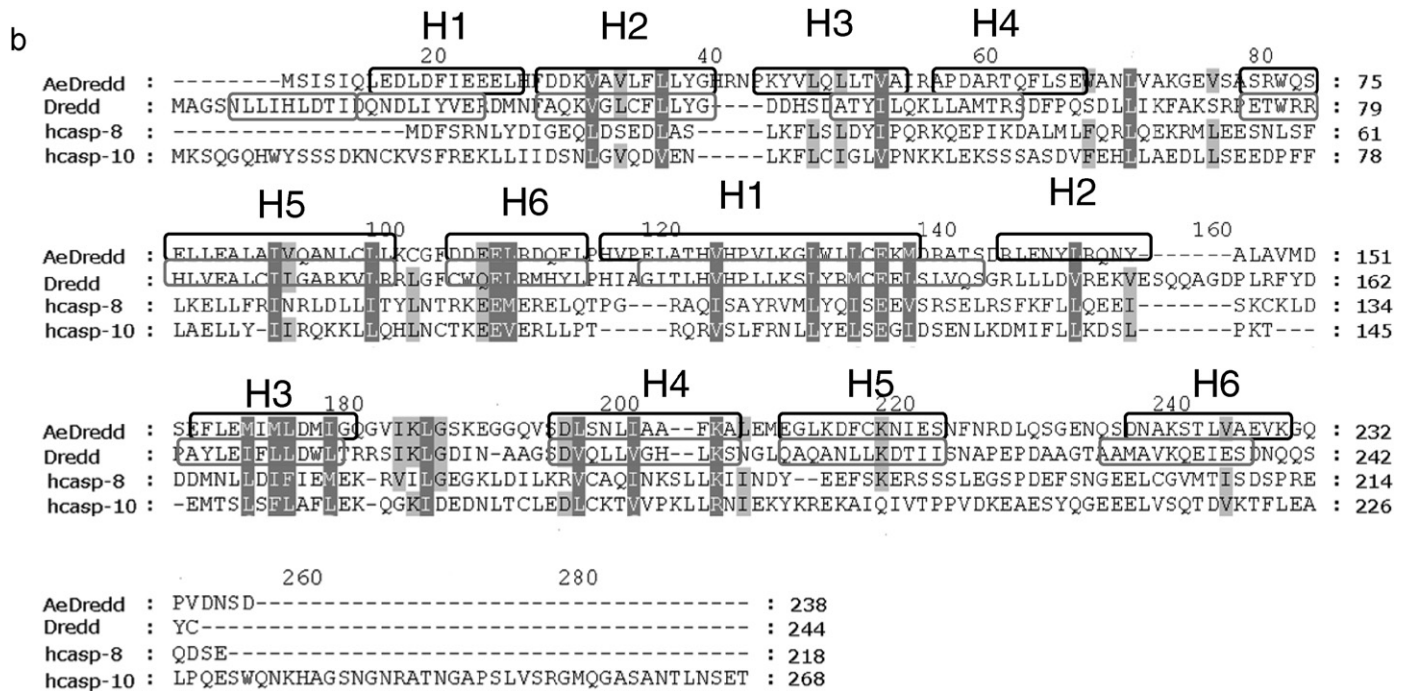 b
H1 H2 H3 H4
20 40 60 80
AeDredd : --------MSISIQLEDLDFIEEELHFDDKVAVLFLLYGHRNPKYVLQLLTVAIRAPDARTQFLSEWANLVAKGEVSASRWQS : 75
Dredd : MAGSNLLIHLDTIDQNDLIYVERDMNFAQKVGLCFLLYG----DDHSDATYILQKLLAMTRSDFPQSDLLIKFAKSRPETWRR : 79
hcasp-8 : -----------------MDFSRNLYDIGEQLDSEDLAS-----LKFLSLDYIPQRKQEPIKDALMLFQRLQEKRMLEESNLSF : 61
hcasp-10 : MKSQGQHWYSSSDKNCKVSFREKLLIIDSNLGVQDVEN-----LKFLCIGLVPNKKLEKSSSASDVFEHLLAEDLLSEEDPFF : 78
H5 H6 H1 H2
100 120 140 160
AeDredd : ELLEALAIVQANLCLLKCGFDDEELRDQFLPHVPELATHVHPVLKGLWLLCEKMDRATSDRLENYLRQNY------ALAVMD : 151
Dredd : HLVEALCIIGARKVLRRLGFCWQELRMHYLPHIAGITLHVHPLLKSLYRMCEELSLVQSGRLLLDVREKVESQQAGDPLRFYD : 162
hcasp-8 : LKELLFRINRLDLLITYLNTRKEEMERELQTPG---RAQISAYRVMLYQISEEVSRSELRSFKFLLQEEI------SKCKLD : 134
hcasp-10 : LAELLY-IIRQKKLLQHLNCTKEEVERLLPT-----RQRVSLFRNLLYELSEGIDSENLKDMIFLLKDSL-------PKT--- : 145
H3 H4 H5 H6
180 200 220 240
AeDredd : SEFLEMIMLDMIGQGVIKLGSKEGGQVSDLSNLIAA--FKALEMEGLKDFCKNIESNFNRDLQSGENQSDNAKSTLVAEVKSQ : 232
Dredd : PAYLEIFLLDWLTRRSIKLGDIN-AAGSDVQLLVGH--LKSNGLQAQANLLKDTIISNAPEPDAAGTAAMAVKQEIESDNQQS : 242
hcasp-8 : DDMNLLDIFIEMEK-RVILGEGKLDILKRVCAQINKSLLKIINDY--EEFSKERSSSLEGSPDEFSNGEELCGVMTISDSPRE : 214
hcasp-10 : -EMTSLSFLAFLEK-QGKIDEDNLTCLEDLCKTVVPKLLRNIEKYKREKAIQIVTPPVDKEAESYQGEEELVSQTDVKTFLEA : 226
260 280
AeDredd : PVDNSD------------------------------------ : 238
Dredd : YC---------------------------------------- : 244
hcasp-8 : QDSE-------------------------------------- : 218
hcasp-10 : LPQESWQNKHAGSNGNRATNGAPSLVSRGMQGASANTLNSET : 268